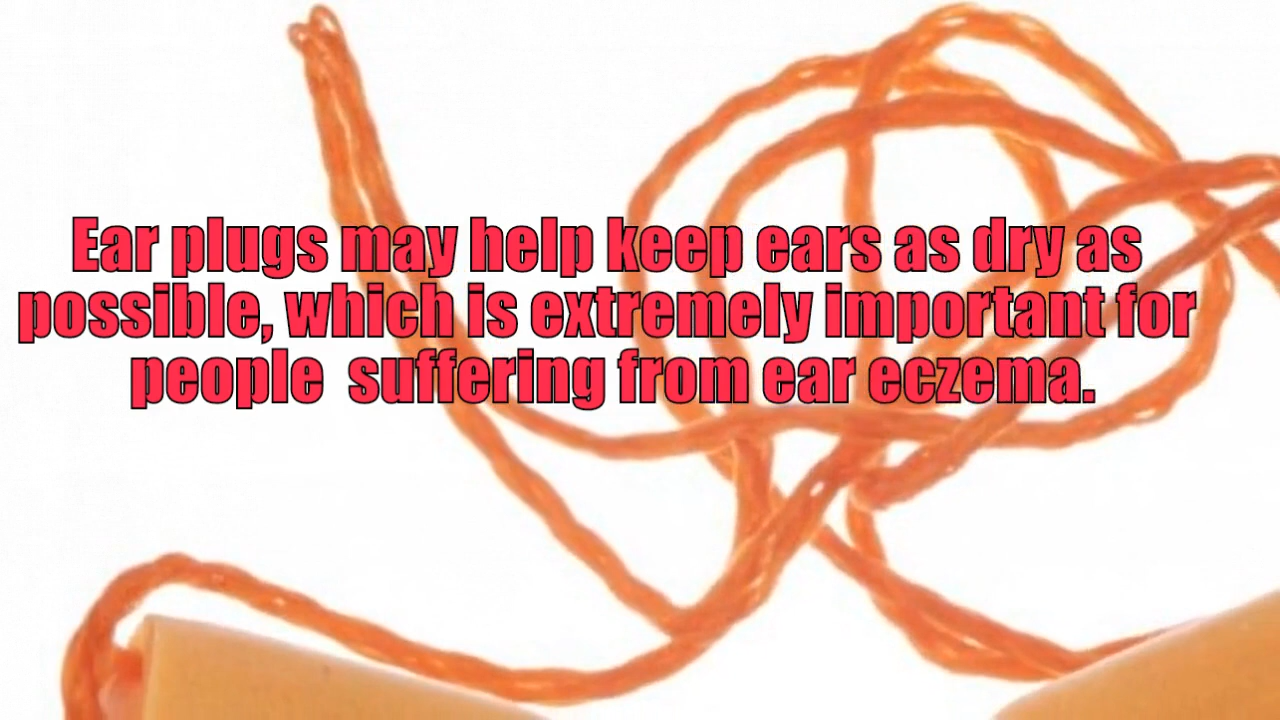 Ear plugs may help keep ears as dry as
possible, which is extremely important for
people  suffering from ear eczema.